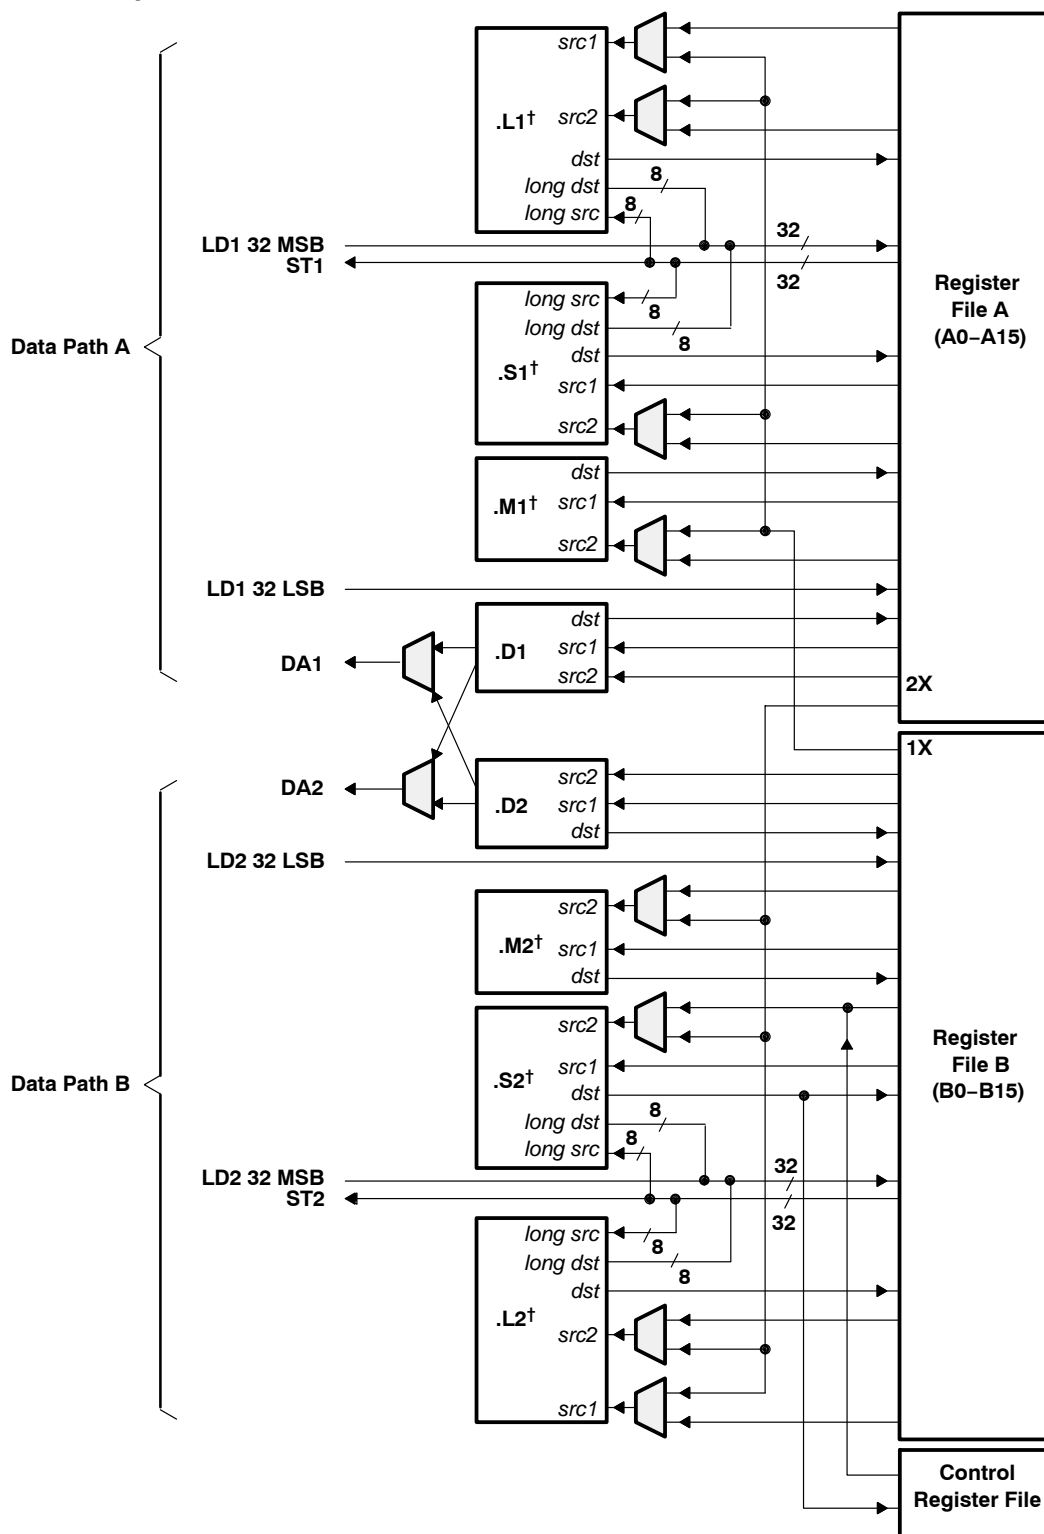 src1
.L1† src2
dst
8
long dst
8
long src
LD1 32 MSB
32
ST1
32
Register
File A
(A0−A15)
long src
8
long dst
8
Data Path A
dst
.S1†
src1
src2
dst
.M1† src1
src2
LD1 32 LSB
dst
.D1 src1
DA1
src2
2X
1X
src2
DA2
.D2 src1
dst
LD2 32 LSB
src2
.M2† src1
dst
src2
Register
File B
(B0−B15)
src1
.S2†
Data Path B
dst
8
long dst
8
long src
32
LD2 32 MSB
ST2
32
long src
8
long dst
8
dst
.L2†
src2
src1
Control
Register File